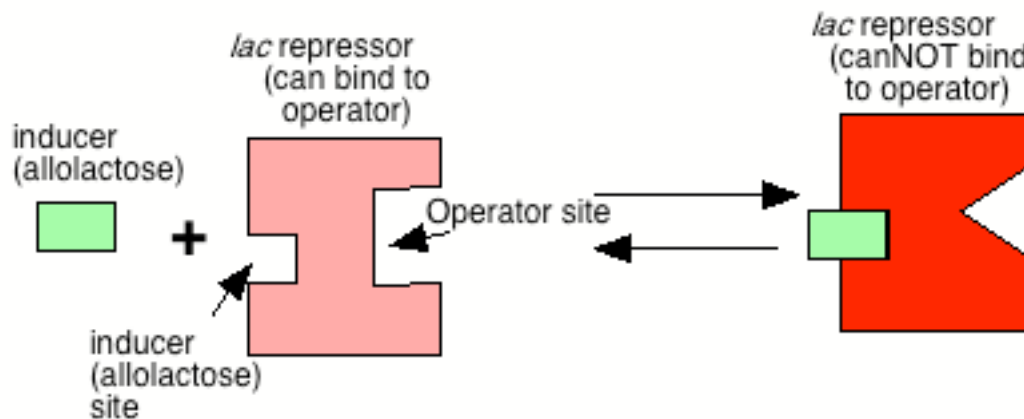 inducer
(allolactose)
+
lac repressor
(can bind to
operator)
Operator site
inducer
(allolactose)
site
lac repressor
(canNOT bind
to operator)